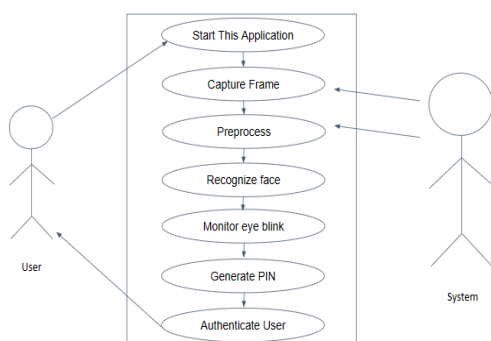 Start This Application
Capture Frame
Preprocess
Recognize face
Monitor eye blink
Generate PIN
Authenticate User
User
System